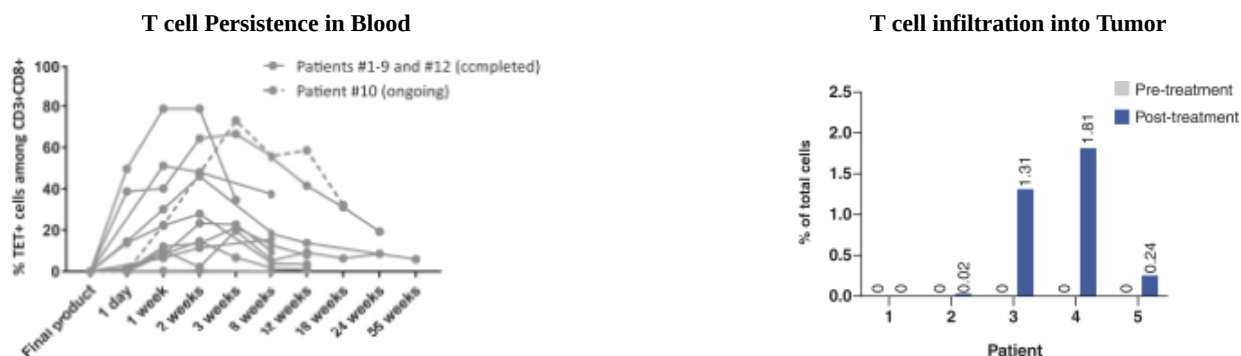 T cell Persistence in Blood
% TET+ cells among CD3+CD8+
100
80
60
40
20
0
Patients #1-9 and #12 (completed)
Patient #10 (ongoing)
Final product
1 day
1 week
2 weeks
3 weeks
8 weeks
12 weeks
18 weeks
24 weeks
55 weeks
T cell infiltration into Tumor
% of total cells
2.5
2.0
1.5
1.0
0.5
0.0
Pre-treatment
Post-treatment
0
0
0
0.02
0
1.31
0
1.81
0
0.24
1
2
3
4
5
Patient